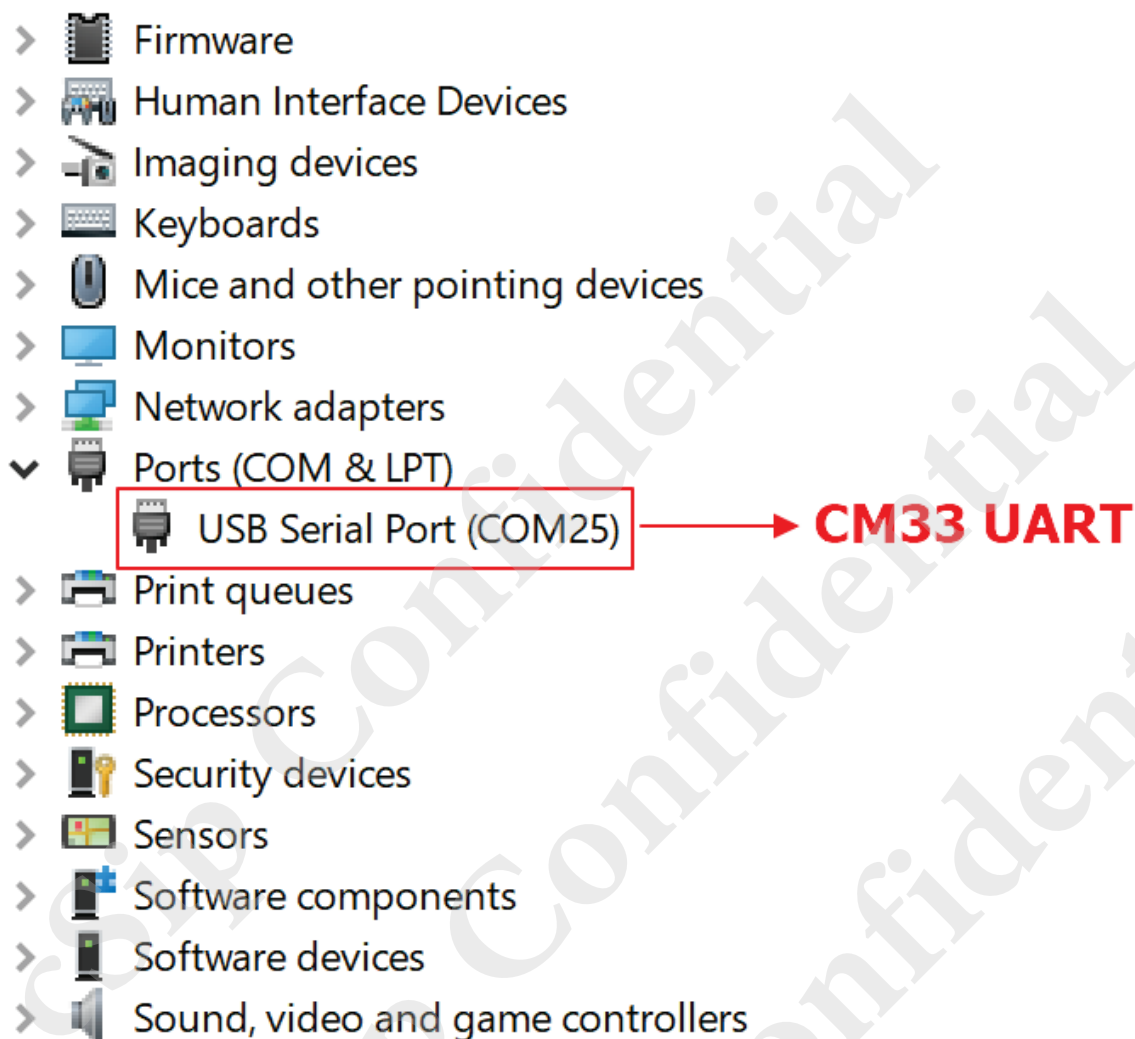 Firmware
Human Interface Devices
Imaging devices
Keyboards
Mice and other pointing devices
Monitors
Network adapters
Ports (COM & LPT)
USB Serial Port (COM25) CM33 UART
Print queues
Printers
Processors
Security devices
Sensors
Software components
Software devices
Sound, video and game controllers
Confidential
Confidential